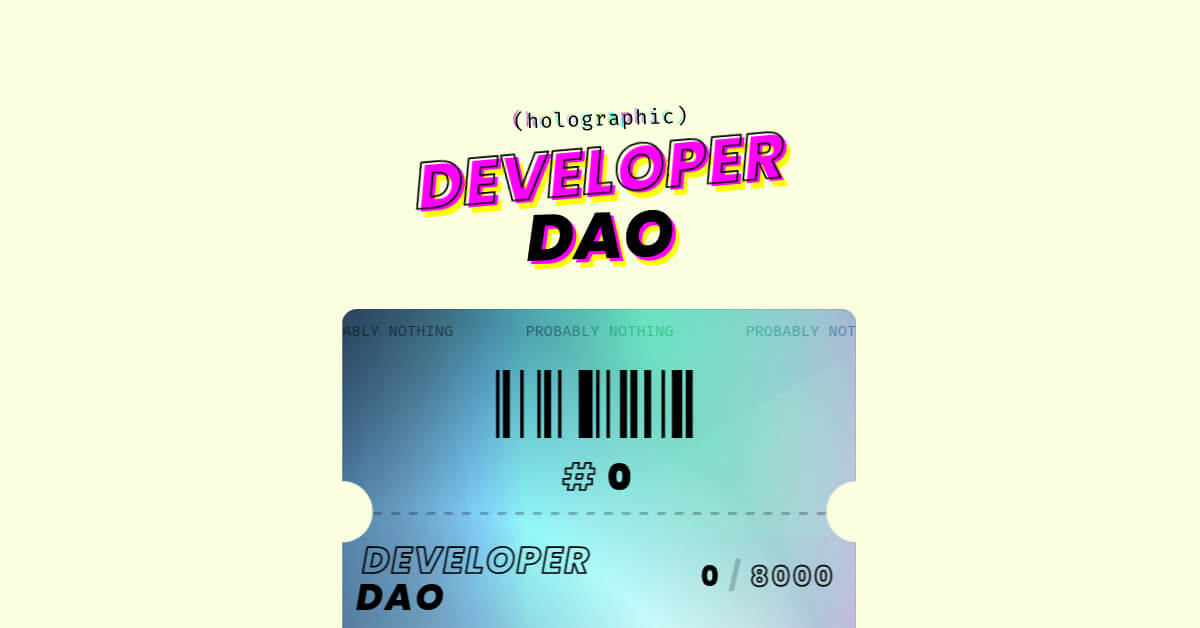 (holographic)
DEVELOPER
DAO
ABLY NOTHING PROBABLY NOTHING PROBABLY NOT
# 0
DEVELOPER
DAO
0 / 8000